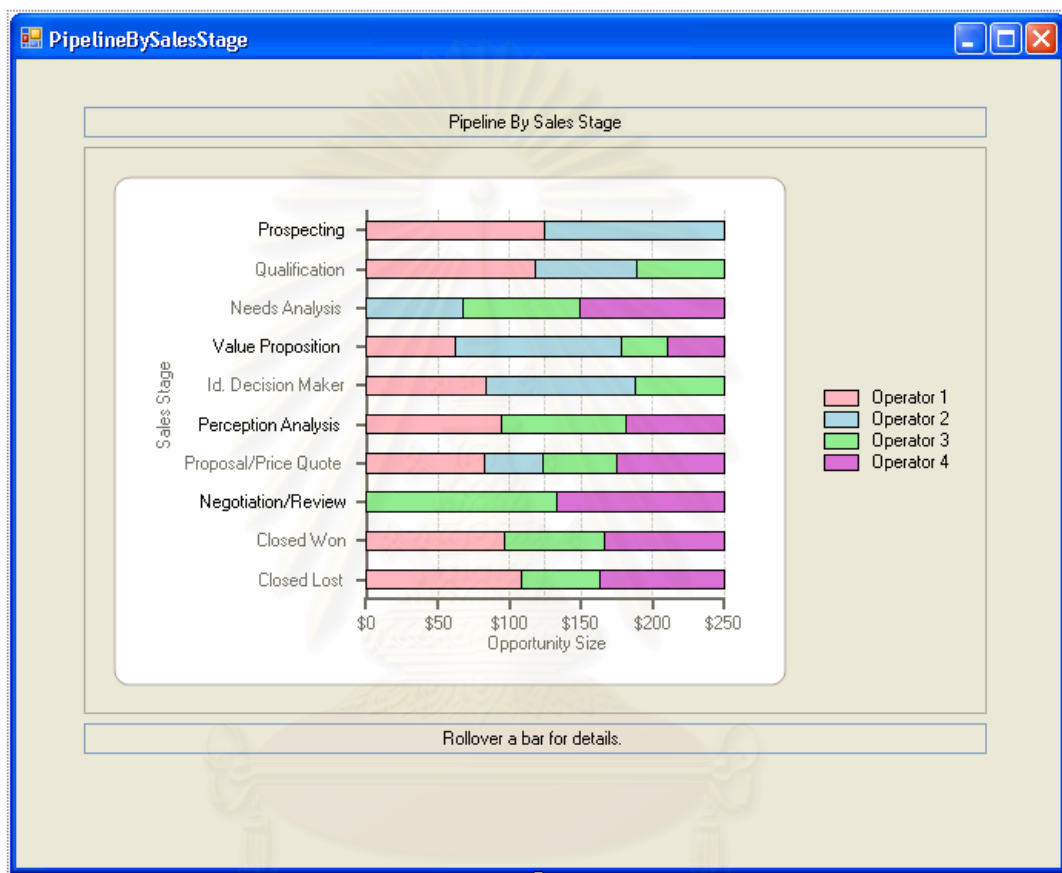 PipelineBySalesStage
Pipeline By Sales Stage
Prospecting
Qualification
Needs Analysis
Value Proposition
Id. Decision Maker
Perception Analysis
Proposal/Price Quote
Negotiation/Review
Closed Won
Closed Lost
Sales Stage
$0 $50 $100 $150 $200 $250
Opportunity Size
Operator 1
Operator 2
Operator 3
Operator 4
Rollover a bar for details.